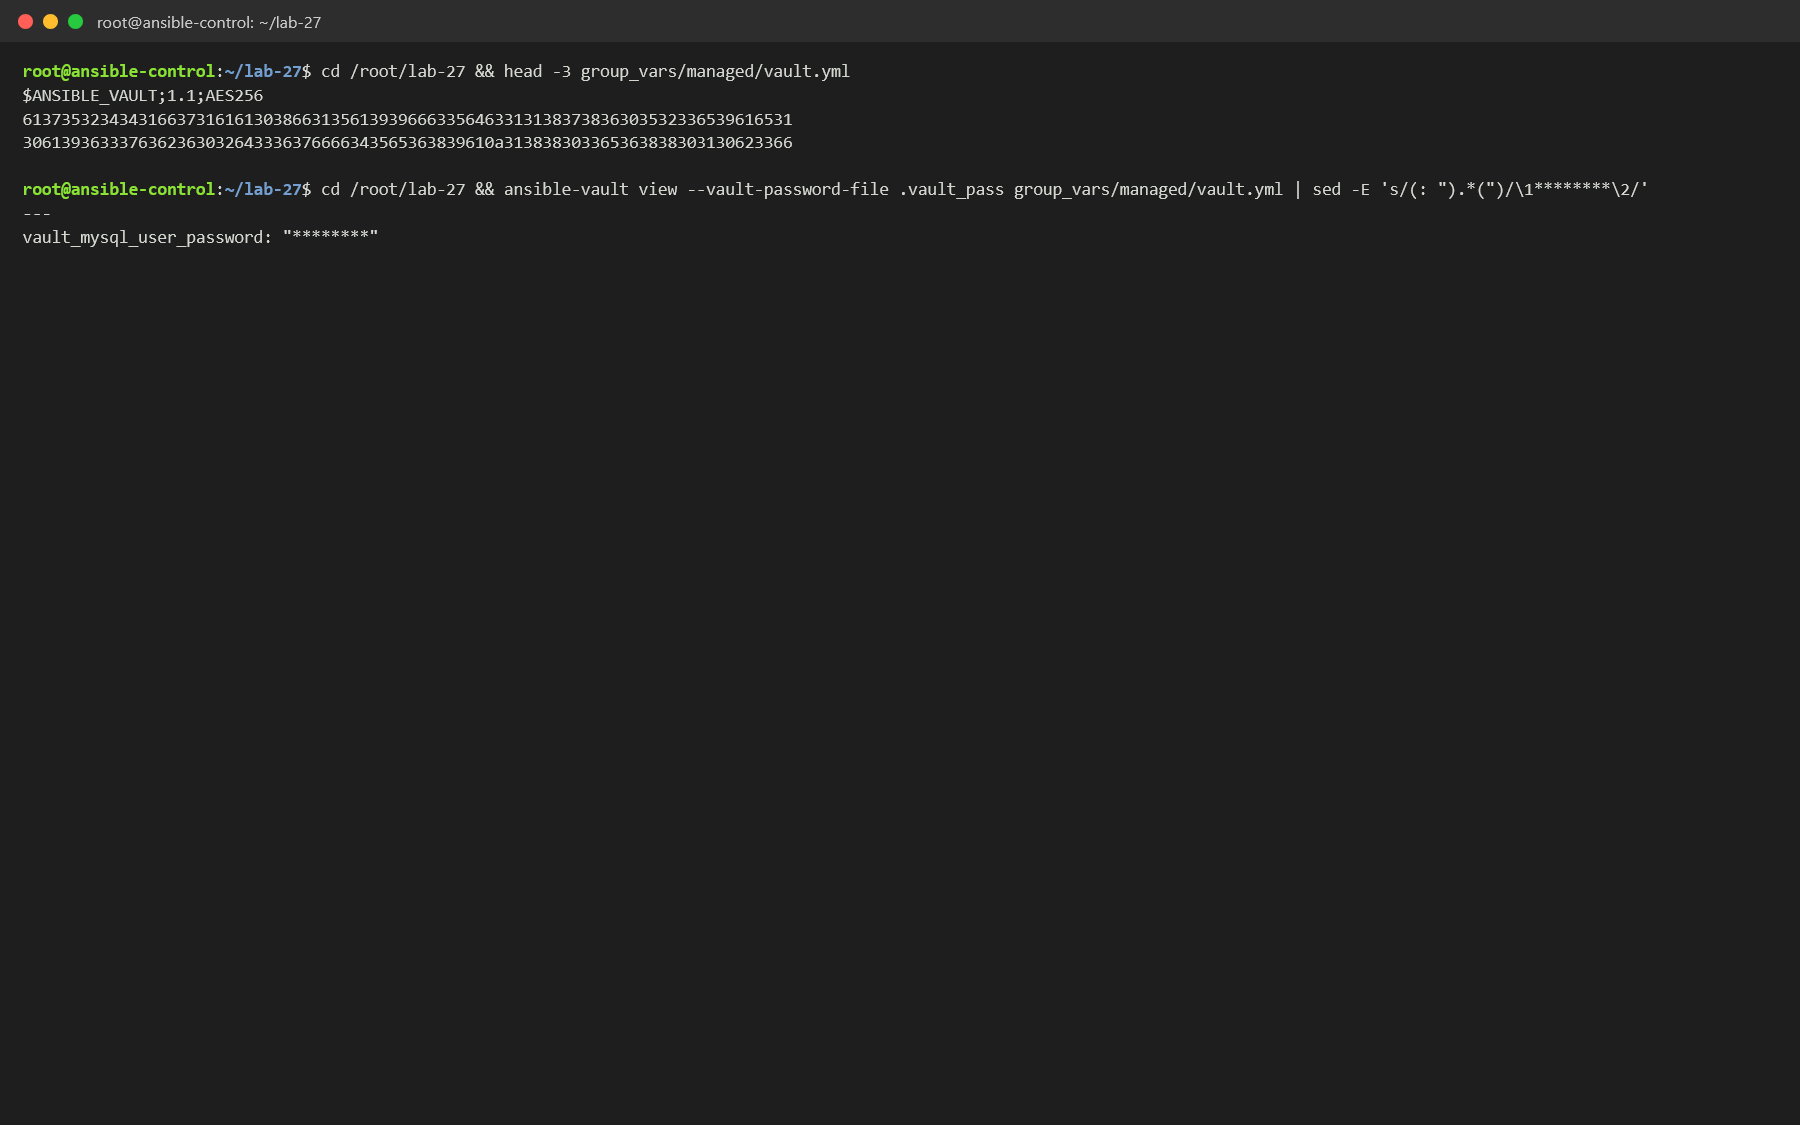 root@ansible-control: ~/lab-27
root@ansible-control:~/lab-27$ cd /root/lab-27 && head -3 group_vars/managed/vault.yml
$ANSIBLE_VAULT;1.1;AES256
61373532343431663731616130386631356139396663356463313138373836303532336539616531
3061393633376362363032643336376666343565363839610a313838303365363838303130623366
root@ansible-control:~/lab-27$ cd /root/lab-27 && ansible-vault view --vault-password-file .vault_pass group_vars/managed/vault.yml | sed -E 's/(: ").*(")/\1********\2/'
---
vault_mysql_user_password: "********"